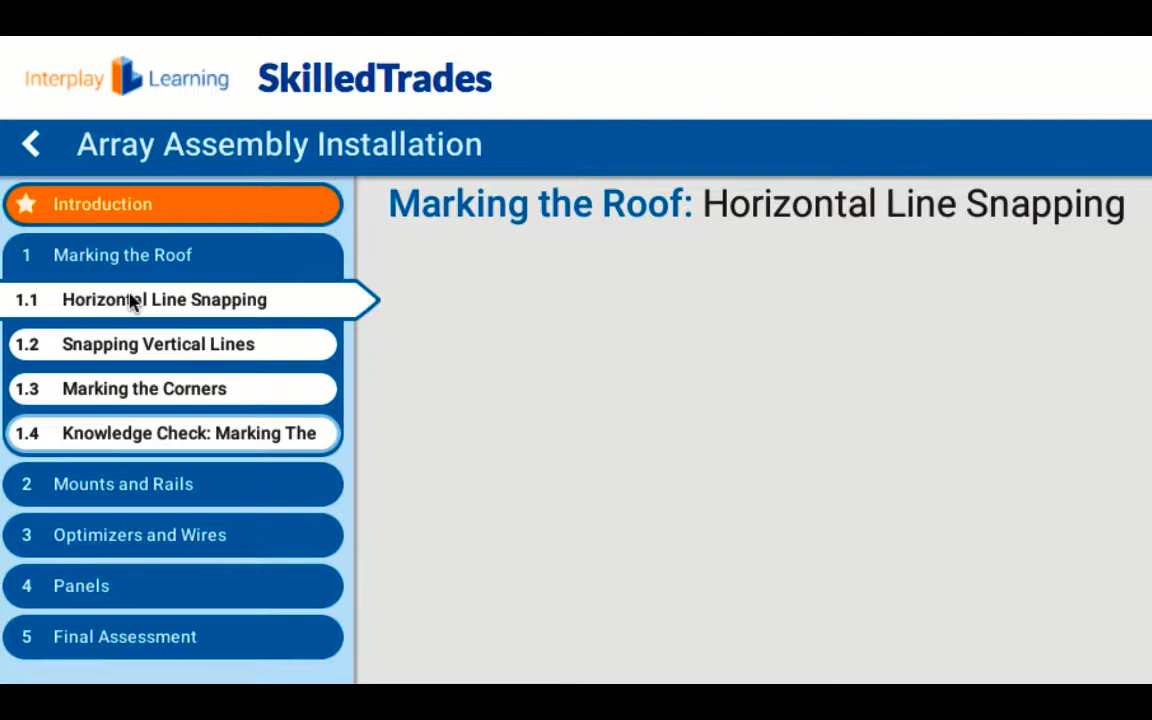 Interplay Learning SkilledTrades
Array Assembly Installation
Introduction
Marking the Roof: Horizontal Line Snapping
1 Marking the Roof
1.1 Horizontal Line Snapping
1.2 Snapping Vertical Lines
1.3 Marking the Corners
1.4 Knowledge Check: Marking The
2 Mounts and Rails
3 Optimizers and Wires
4 Panels
5 Final Assessment